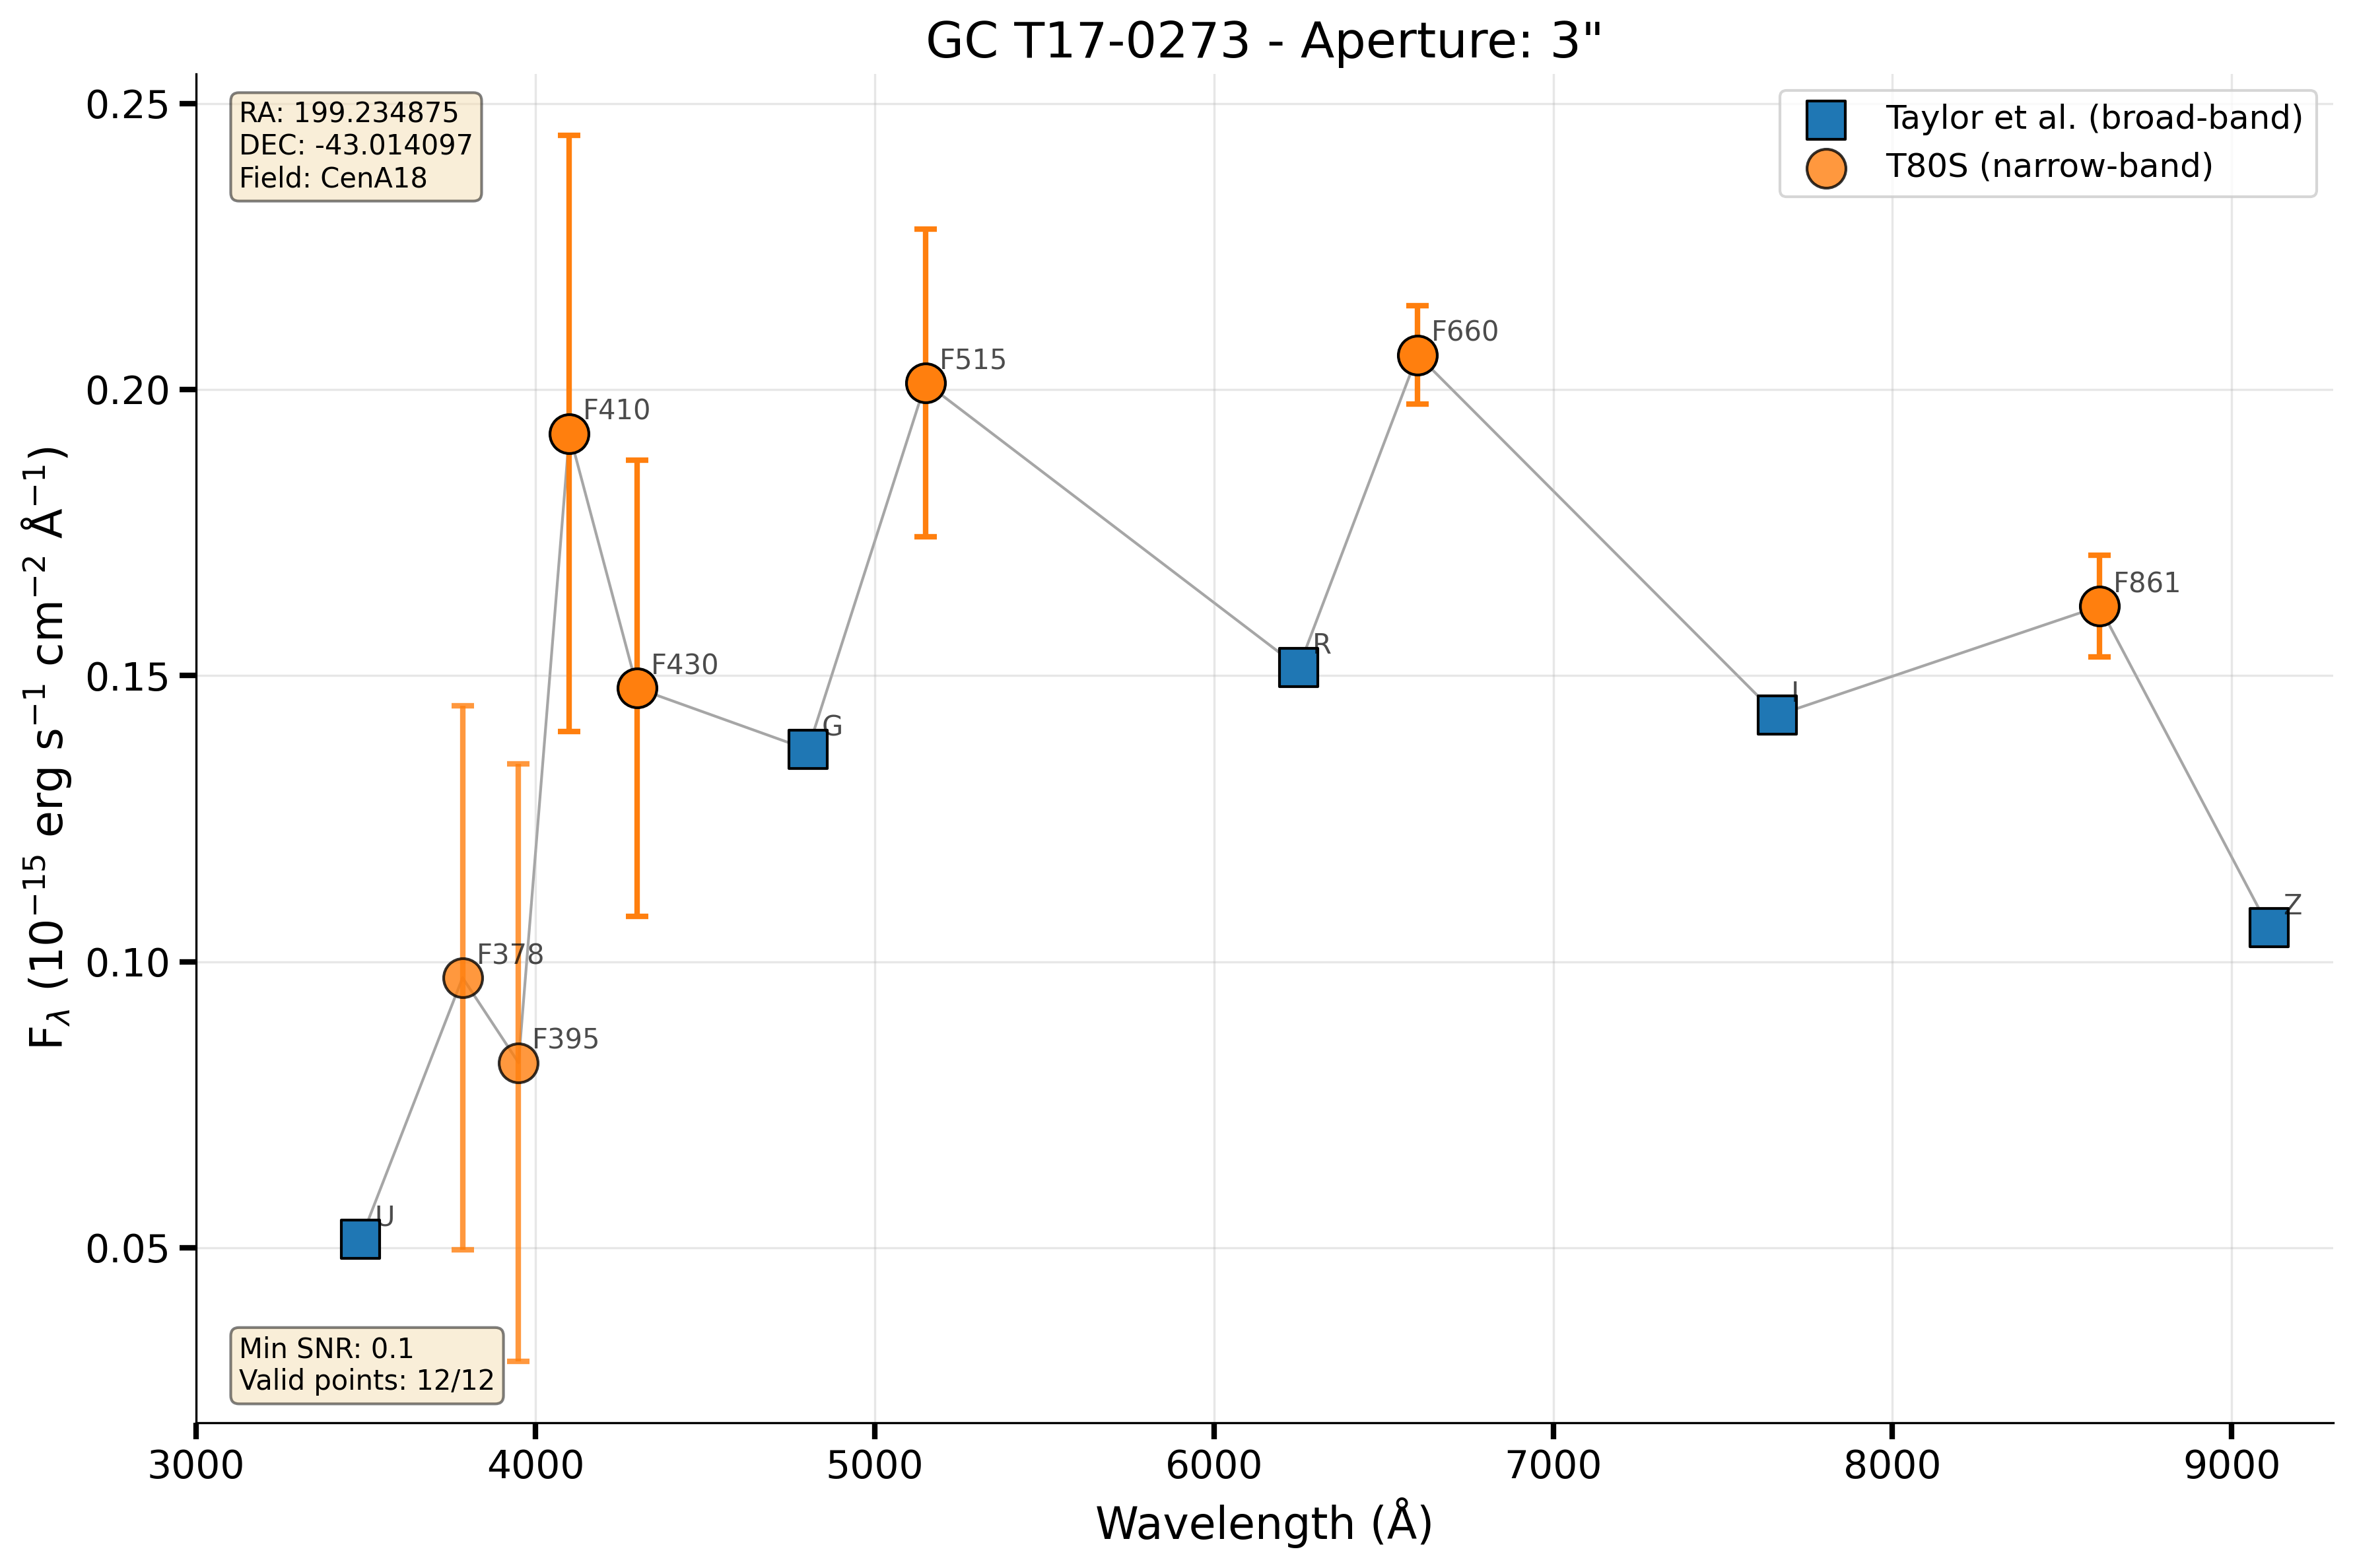 GC T17-0273 - Aperture: 3"
RA: 199.234875
DEC: -43.014097
Field: CenA18
Taylor et al. (broad-band)
T80S (narrow-band)
0.25
0.20
0.15
0.10
0.05
F_λ (10⁻¹⁵ erg s⁻¹ cm⁻² Å⁻¹)
U
F378
F395
F410
F430
G
F515
R
F660
I
F861
Z
Min SNR: 0.1
Valid points: 12/12
3000 4000 5000 6000 7000 8000 9000
Wavelength (Å)